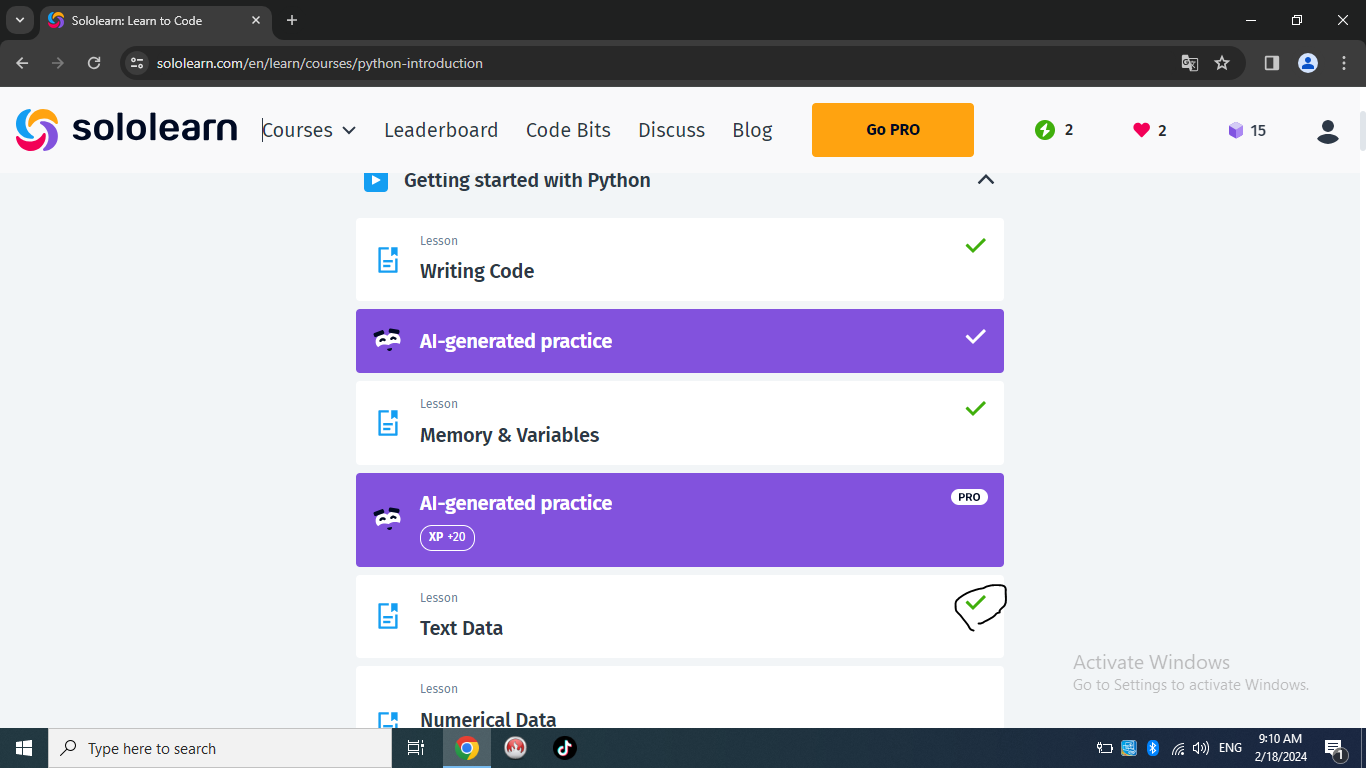 Sololearn: Learn to Code
sololearn.com/en/learn/courses/python-introduction
sololearn Courses Leaderboard Code Bits Discuss Blog Go PRO 2 2 15
Getting started with Python
Lesson
Writing Code
AI-generated practice
Lesson
Memory & Variables
AI-generated practice PRO
XP +20
Lesson
Text Data
Activate Windows
Go to Settings to activate Windows.
Lesson
Numerical Data
Type here to search
ENG
9:10 AM
2/18/2024
1